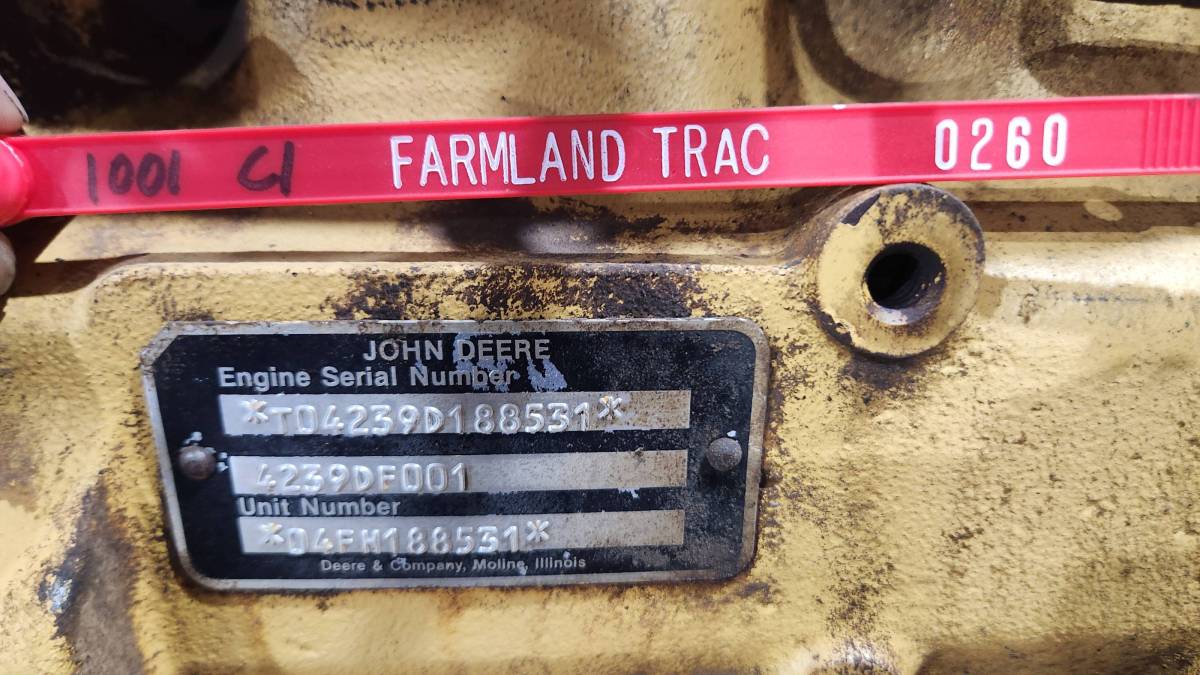 1001 C1 FARMLAND TRAC 0260
JOHN DEERE
Engine Serial Number
*T04239D188531*
4239DF001
Unit Number
*04FM188531*
Deere & Company, Moline, Illinois